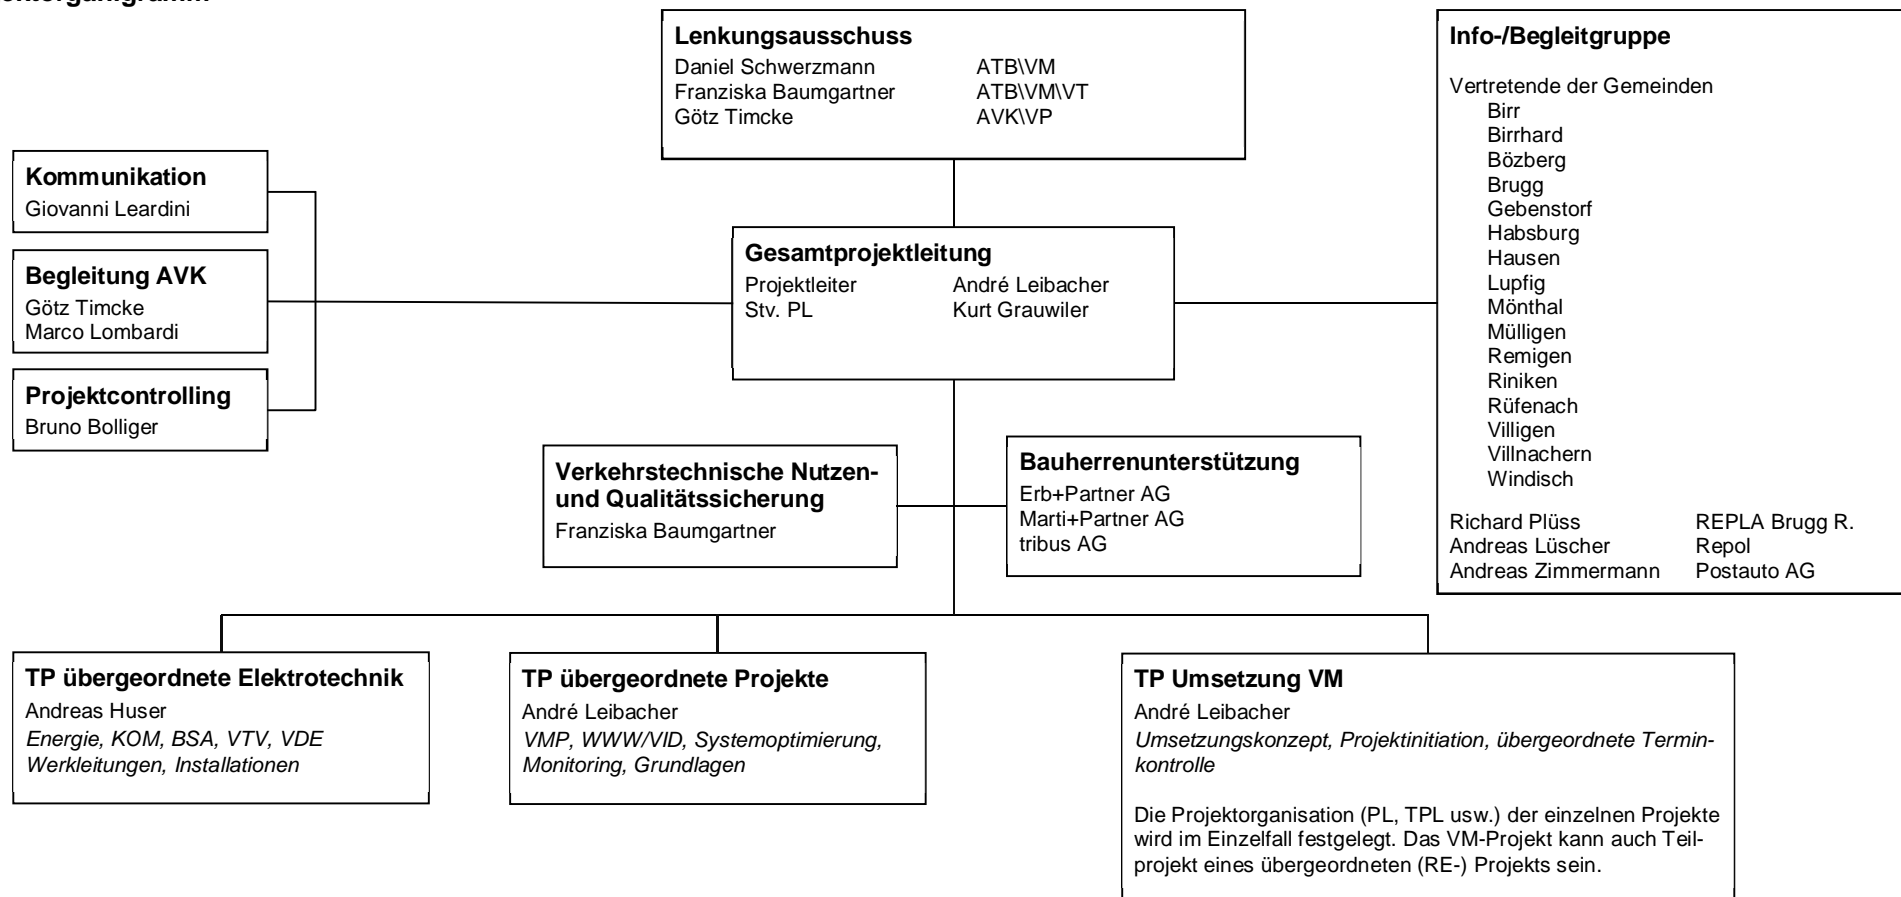 Lenkungsausschuss
Daniel Schwerzmann ATB\VM
Franziska Baumgartner ATB\VM\VT
Götz Timcke AVK\VP
Info-/Begleitgruppe
Vertretende der Gemeinden
Birr
Birrhard
Bözberg
Brugg
Gebenstorf
Habsburg
Hausen
Lupfig
Mönthal
Mülligen
Remigen
Riniken
Rüfenach
Villigen
Villnachern
Windisch
Richard Plüss REPLA Brugg R.
Andreas Lüscher Repol
Andreas Zimmermann Postauto AG
Kommunikation
Giovanni Leardini
Begleitung AVK
Götz Timcke
Marco Lombardi
Projektcontrolling
Bruno Bolliger
Gesamtprojektleitung
Projektleiter André Leibacher
Stv. PL Kurt Grauwiler
Verkehrstechnische Nutzen-
und Qualitätssicherung
Franziska Baumgartner
Bauherrenunterstützung
Erb+Partner AG
Marti+Partner AG
tribus AG
TP übergeordnete Elektrotechnik
Andreas Huser
Energie, KOM, BSA, VTV, VDE
Werkleitungen, Installationen
TP übergeordnete Projekte
André Leibacher
VMP, WWW/VID, Systemoptimierung,
Monitoring, Grundlagen
TP Umsetzung VM
André Leibacher
Umsetzungskonzept, Projektinitiation, übergeordnete Termin-
kontrolle
Die Projektorganisation (PL, TPL usw.) der einzelnen Projekte
wird im Einzelfall festgelegt. Das VM-Projekt kann auch Teil-
projekt eines übergeordneten (RE-) Projekts sein.